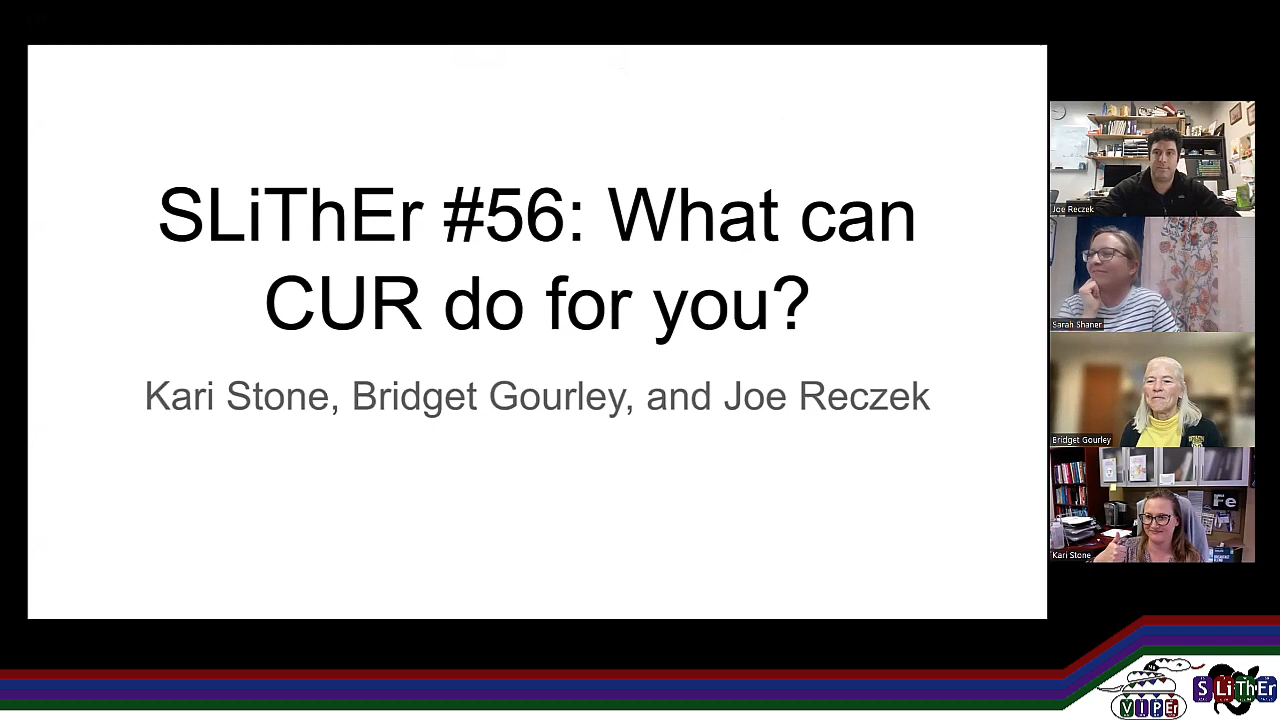 SLiThEr #56: What can
CUR do for you?
Kari Stone, Bridget Gourley, and Joe Reczek
Joe Reczek
Sarah Shaner
Bridget Gourley
Kari Stone
Fe
VIPEr
SLiThEr